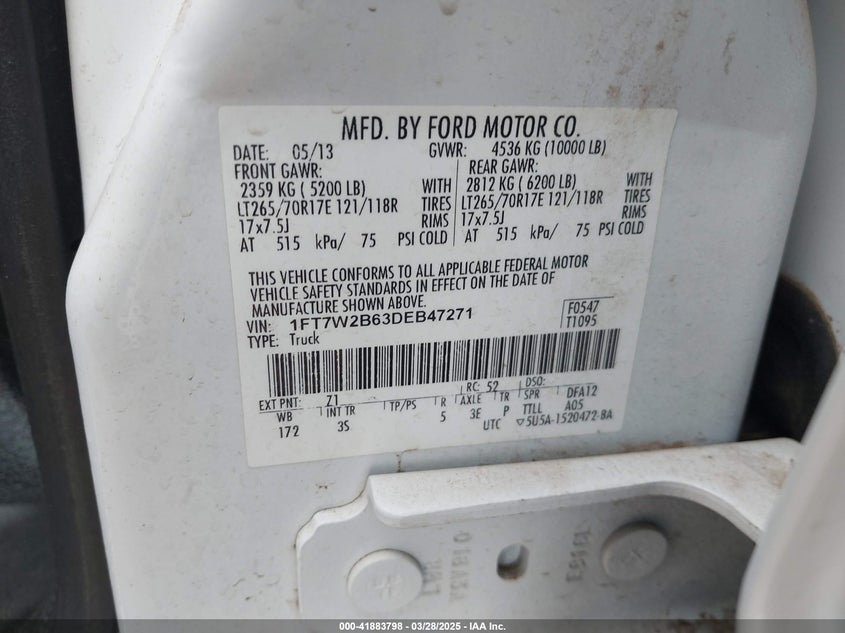 MFD. BY FORD MOTOR CO.
DATE: 05/13 GVWR: 4536 KG (10000 LB)
FRONT GAWR: REAR GAWR:
2359 KG ( 5200 LB) WITH 2812 KG ( 6200 LB) WITH
LT265/70R17E 121/118R TIRES LT265/70R17E 121/118R TIRES
17x7.5J RIMS 17x7.5J RIMS
AT 515 kPa/ 75 PSI COLD AT 515 kPa/ 75 PSI COLD
THIS VEHICLE CONFORMS TO ALL APPLICABLE FEDERAL MOTOR
VEHICLE SAFETY STANDARDS IN EFFECT ON THE DATE OF
MANUFACTURE SHOWN ABOVE.
VIN: 1FT7W2B63DEB47271 F0547
TYPE: Truck T1095
EXT PNT: Z1 RC: 52 DSO:
WB INT TR TP/PS R AXLE TR SPR DFA12
172 3S 5 3E P TTLL A05
UTC ▽5U5A-1520472-BA
000-41883798 - 03/28/2025 - IAA Inc.